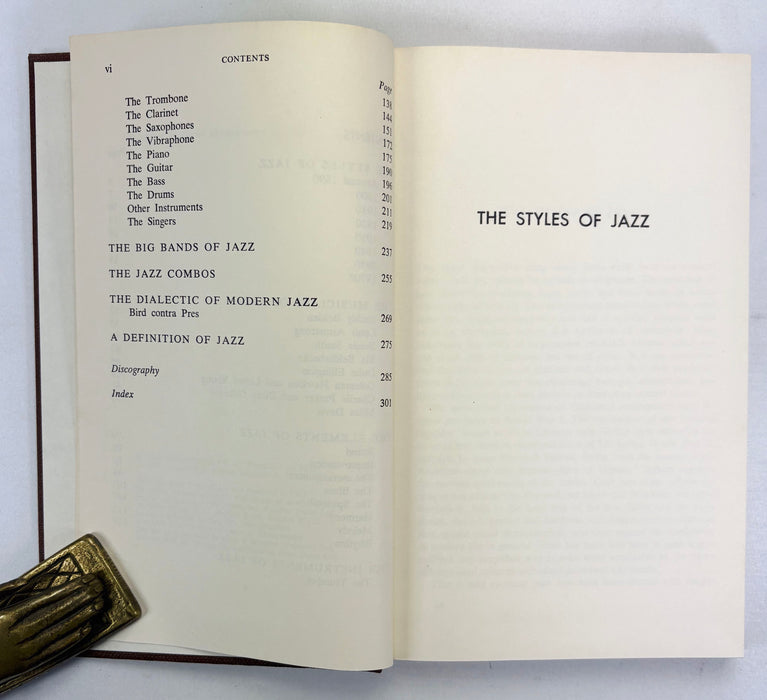 vi CONTENTS
Page
The Trombone 138
The Clarinet 144
The Saxophones 151
The Vibraphone 172
The Piano 175
The Guitar 190
The Bass 196
The Drums 201
Other Instruments 211
The Singers 219
THE BIG BANDS OF JAZZ 237
THE JAZZ COMBOS 255
THE DIALECTIC OF MODERN JAZZ
Bird contra Pres 269
A DEFINITION OF JAZZ 275
Discography 285
Index 301
THE STYLES OF JAZZ